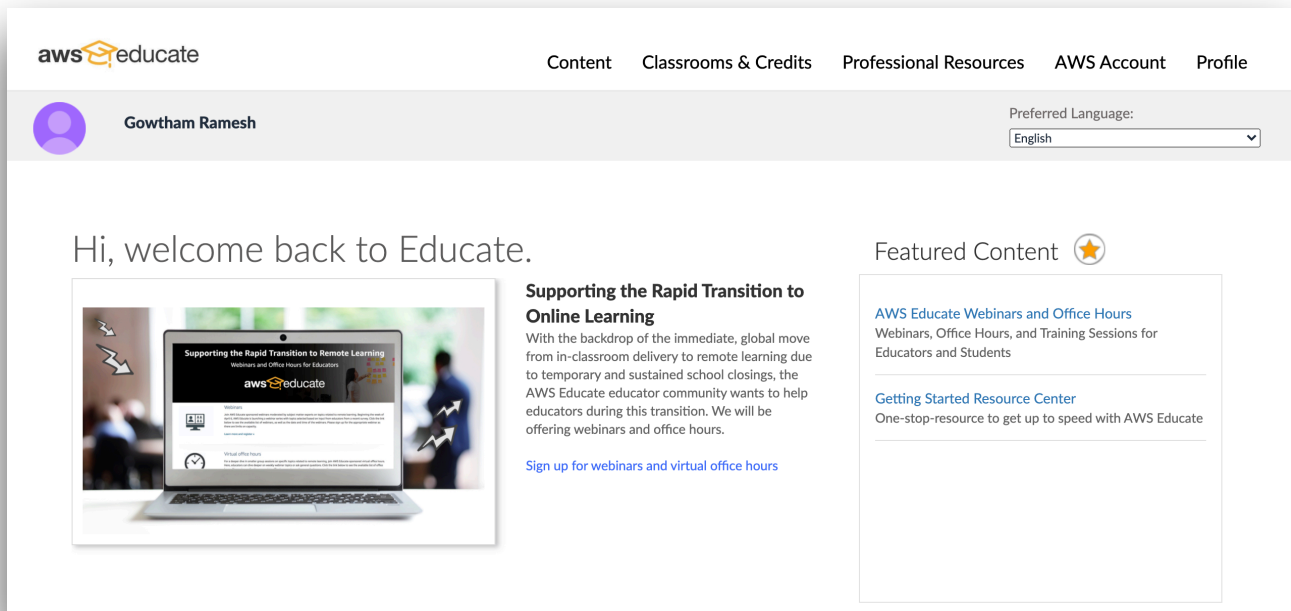 aws educate
Content Classrooms & Credits Professional Resources AWS Account Profile
Gowtham Ramesh
Preferred Language:
English
Hi, welcome back to Educate.
Supporting the Rapid Transition to Remote Learning
Webinars and Office Hours for Educators
aws educate
Webinars
Virtual office hours
Supporting the Rapid Transition to
Online Learning
With the backdrop of the immediate, global move
from in-classroom delivery to remote learning due
to temporary and sustained school closings, the
AWS Educate educator community wants to help
educators during this transition. We will be
offering webinars and office hours.
Sign up for webinars and virtual office hours
Featured Content
AWS Educate Webinars and Office Hours
Webinars, Office Hours, and Training Sessions for
Educators and Students
Getting Started Resource Center
One-stop-resource to get up to speed with AWS Educate